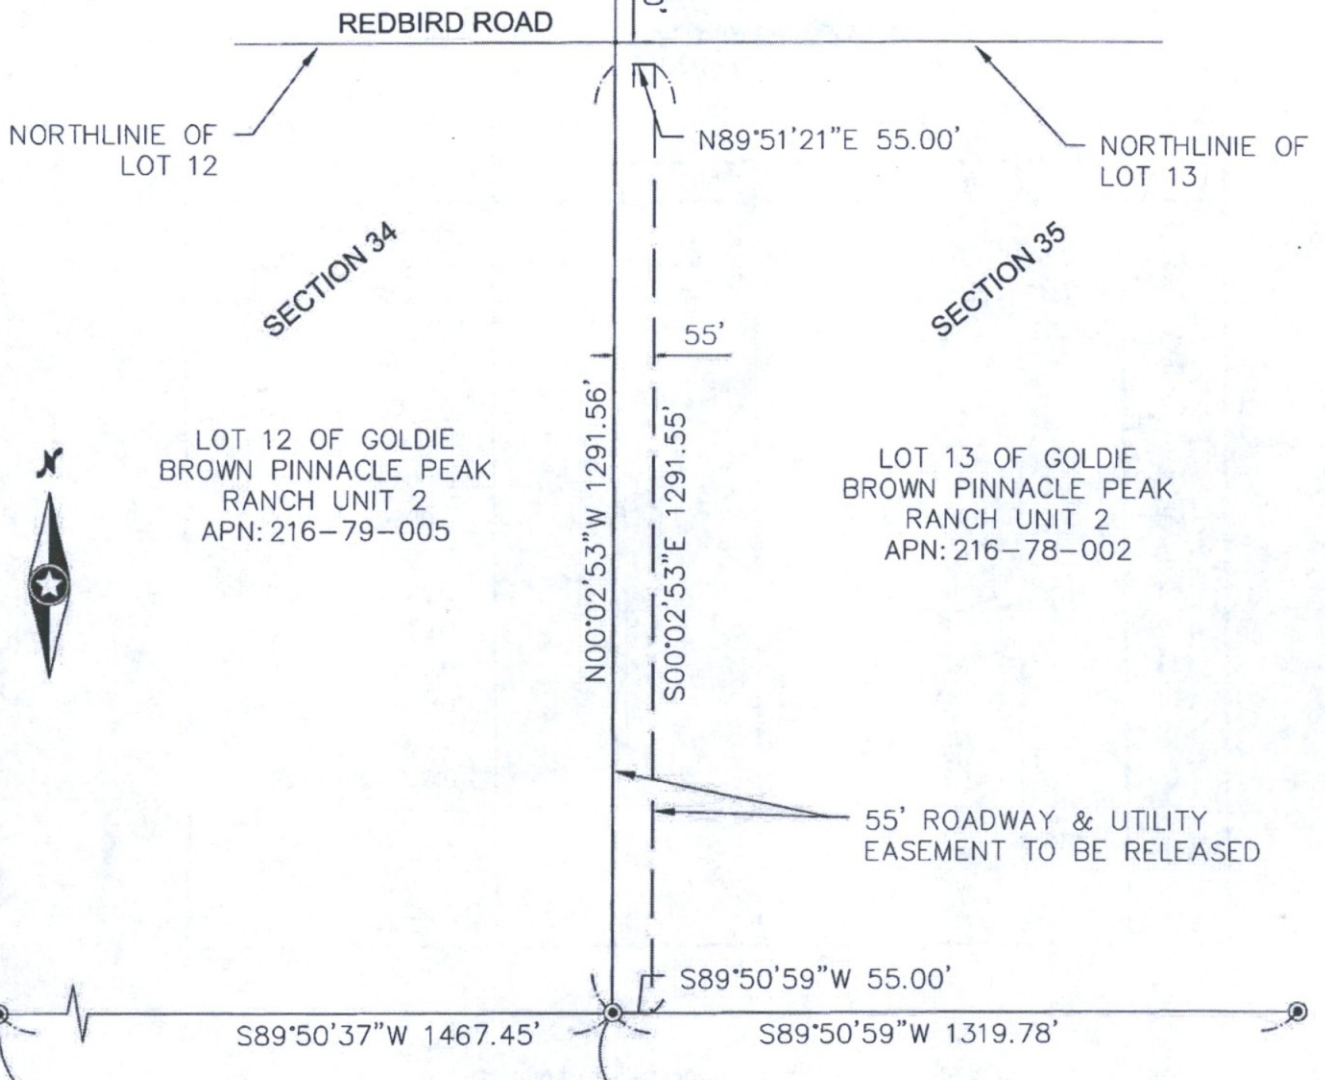 REDBIRD ROAD
NORTHLINIE OF
LOT 12
N89°51'21"E 55.00'
NORTHLINIE OF
LOT 13
SECTION 34
SECTION 35
55'
N00°02'53"W 1291.56'
S00°02'53"E 1291.55'
LOT 12 OF GOLDIE
BROWN PINNACLE PEAK
RANCH UNIT 2
APN: 216-79-005
LOT 13 OF GOLDIE
BROWN PINNACLE PEAK
RANCH UNIT 2
APN: 216-78-002
N
55' ROADWAY & UTILITY
EASEMENT TO BE RELEASED
S89°50'59"W 55.00'
S89°50'37"W 1467.45'
S89°50'59"W 1319.78'